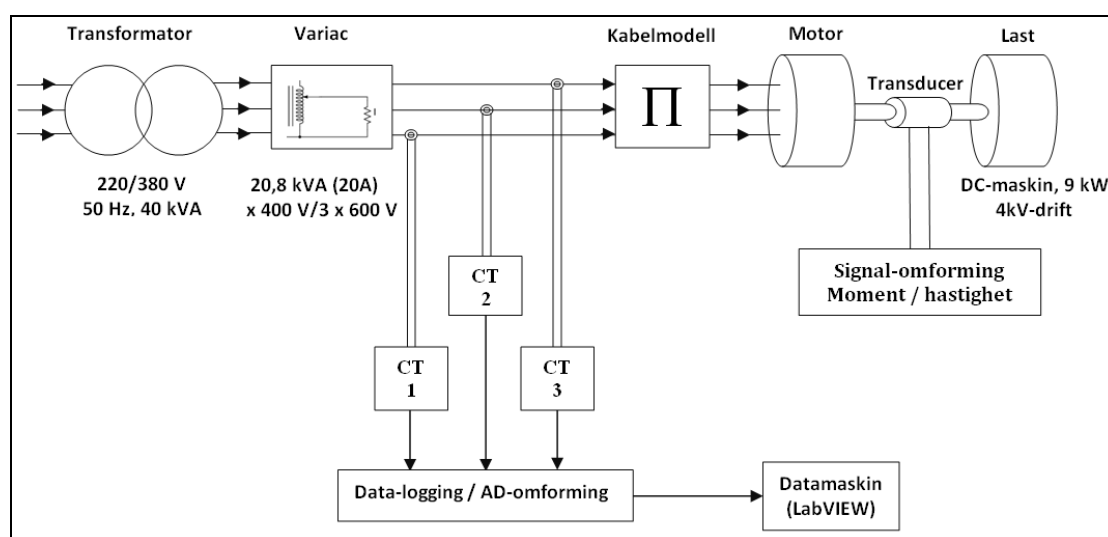 Transformator
Variac
Kabelmodell
Motor
Last
Transducer
Π
220/380 V
50 Hz, 40 kVA
20,8 kVA (20A)
x 400 V/3 x 600 V
DC-maskin, 9 kW
4kV-drift
Signal-omforming
Moment / hastighet
CT
2
CT
1
CT
3
Data-logging / AD-omforming
Datamaskin
(LabVIEW)